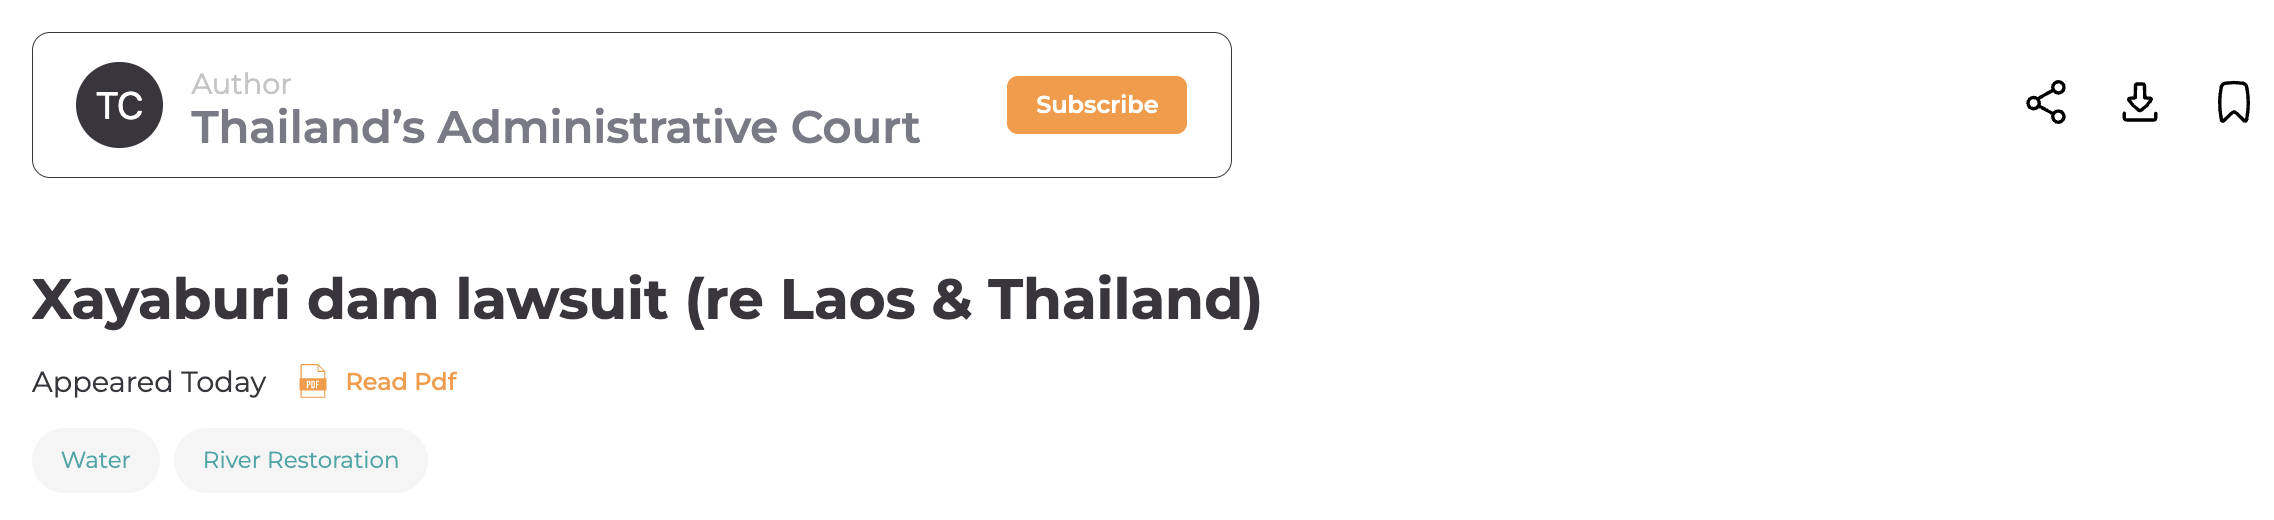 TC
Author
Thailand’s Administrative Court
Subscribe
Xayaburi dam lawsuit (re Laos & Thailand)
Appeared Today PDF Read Pdf
Water River Restoration